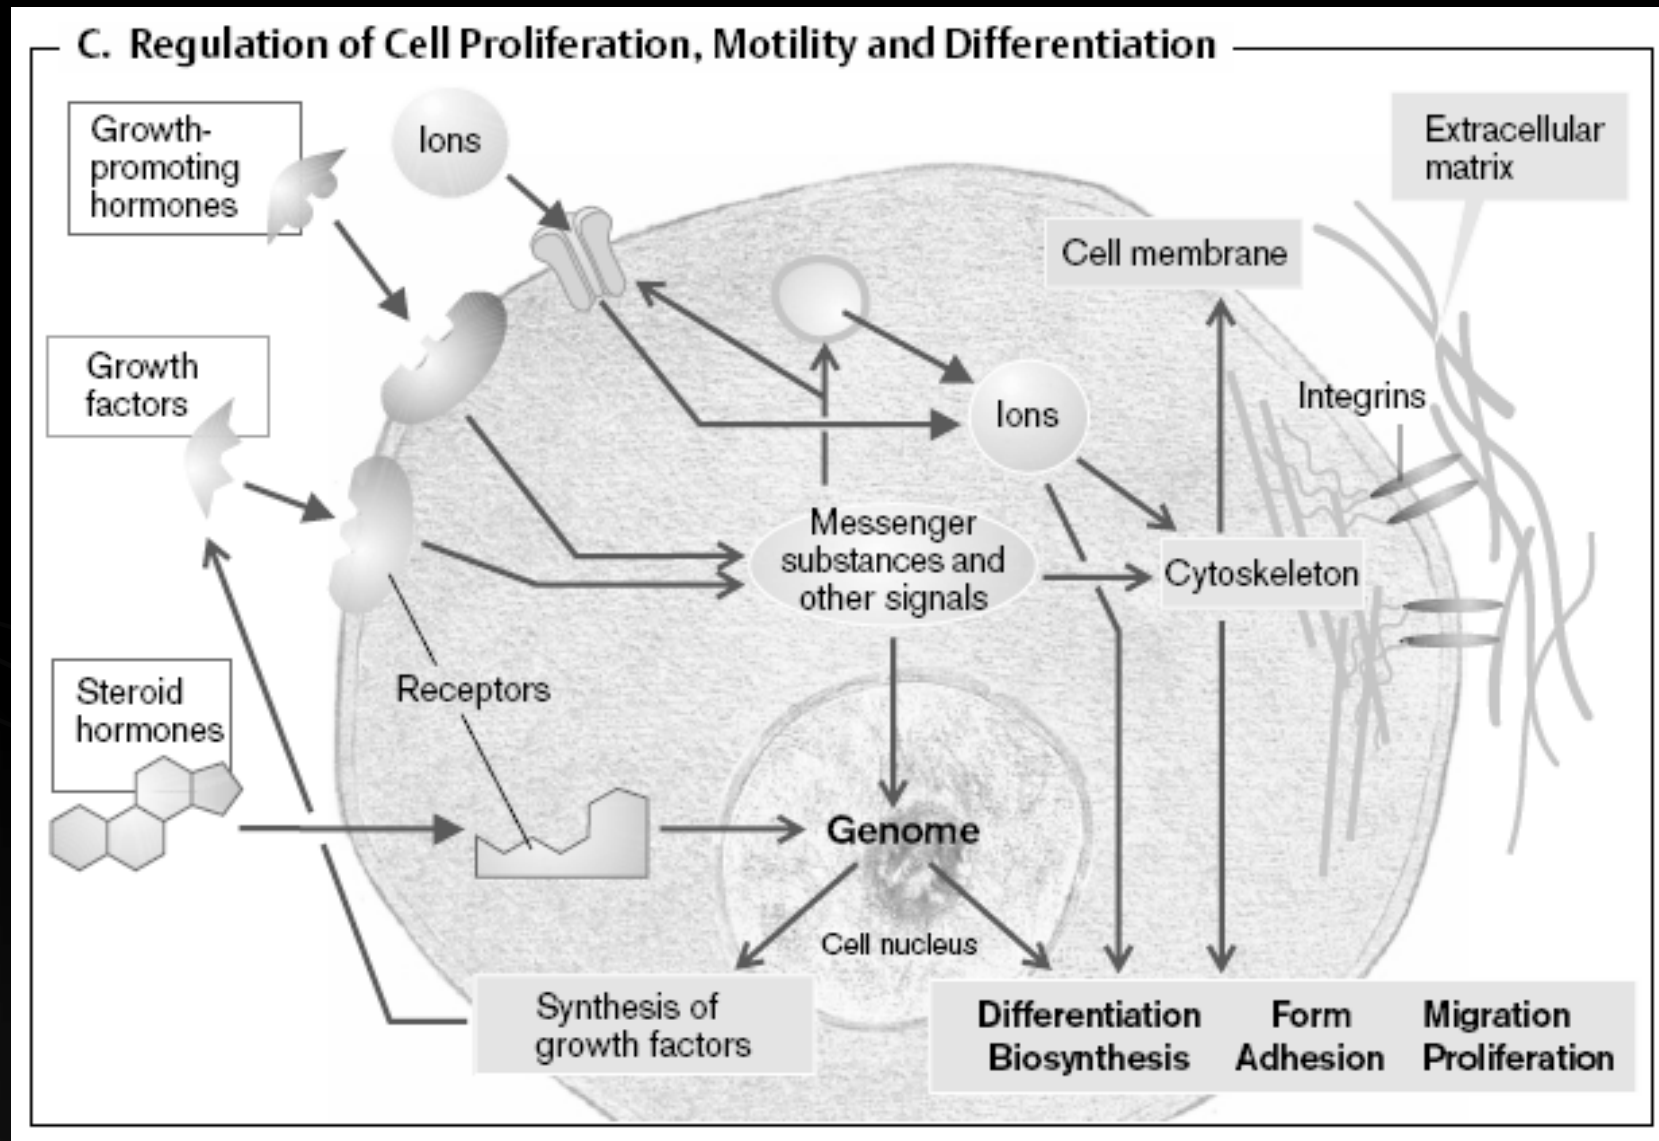 C. Regulation of Cell Proliferation, Motility and Differentiation
Growth-
promoting
hormones
Ions
Extracellular
matrix
Cell membrane
Growth
factors
Ions
Integrins
Messenger
substances and
other signals
Cytoskeleton
Receptors
Steroid
hormones
Genome
Cell nucleus
Synthesis of
growth factors
Differentiation Form Migration
Biosynthesis Adhesion Proliferation